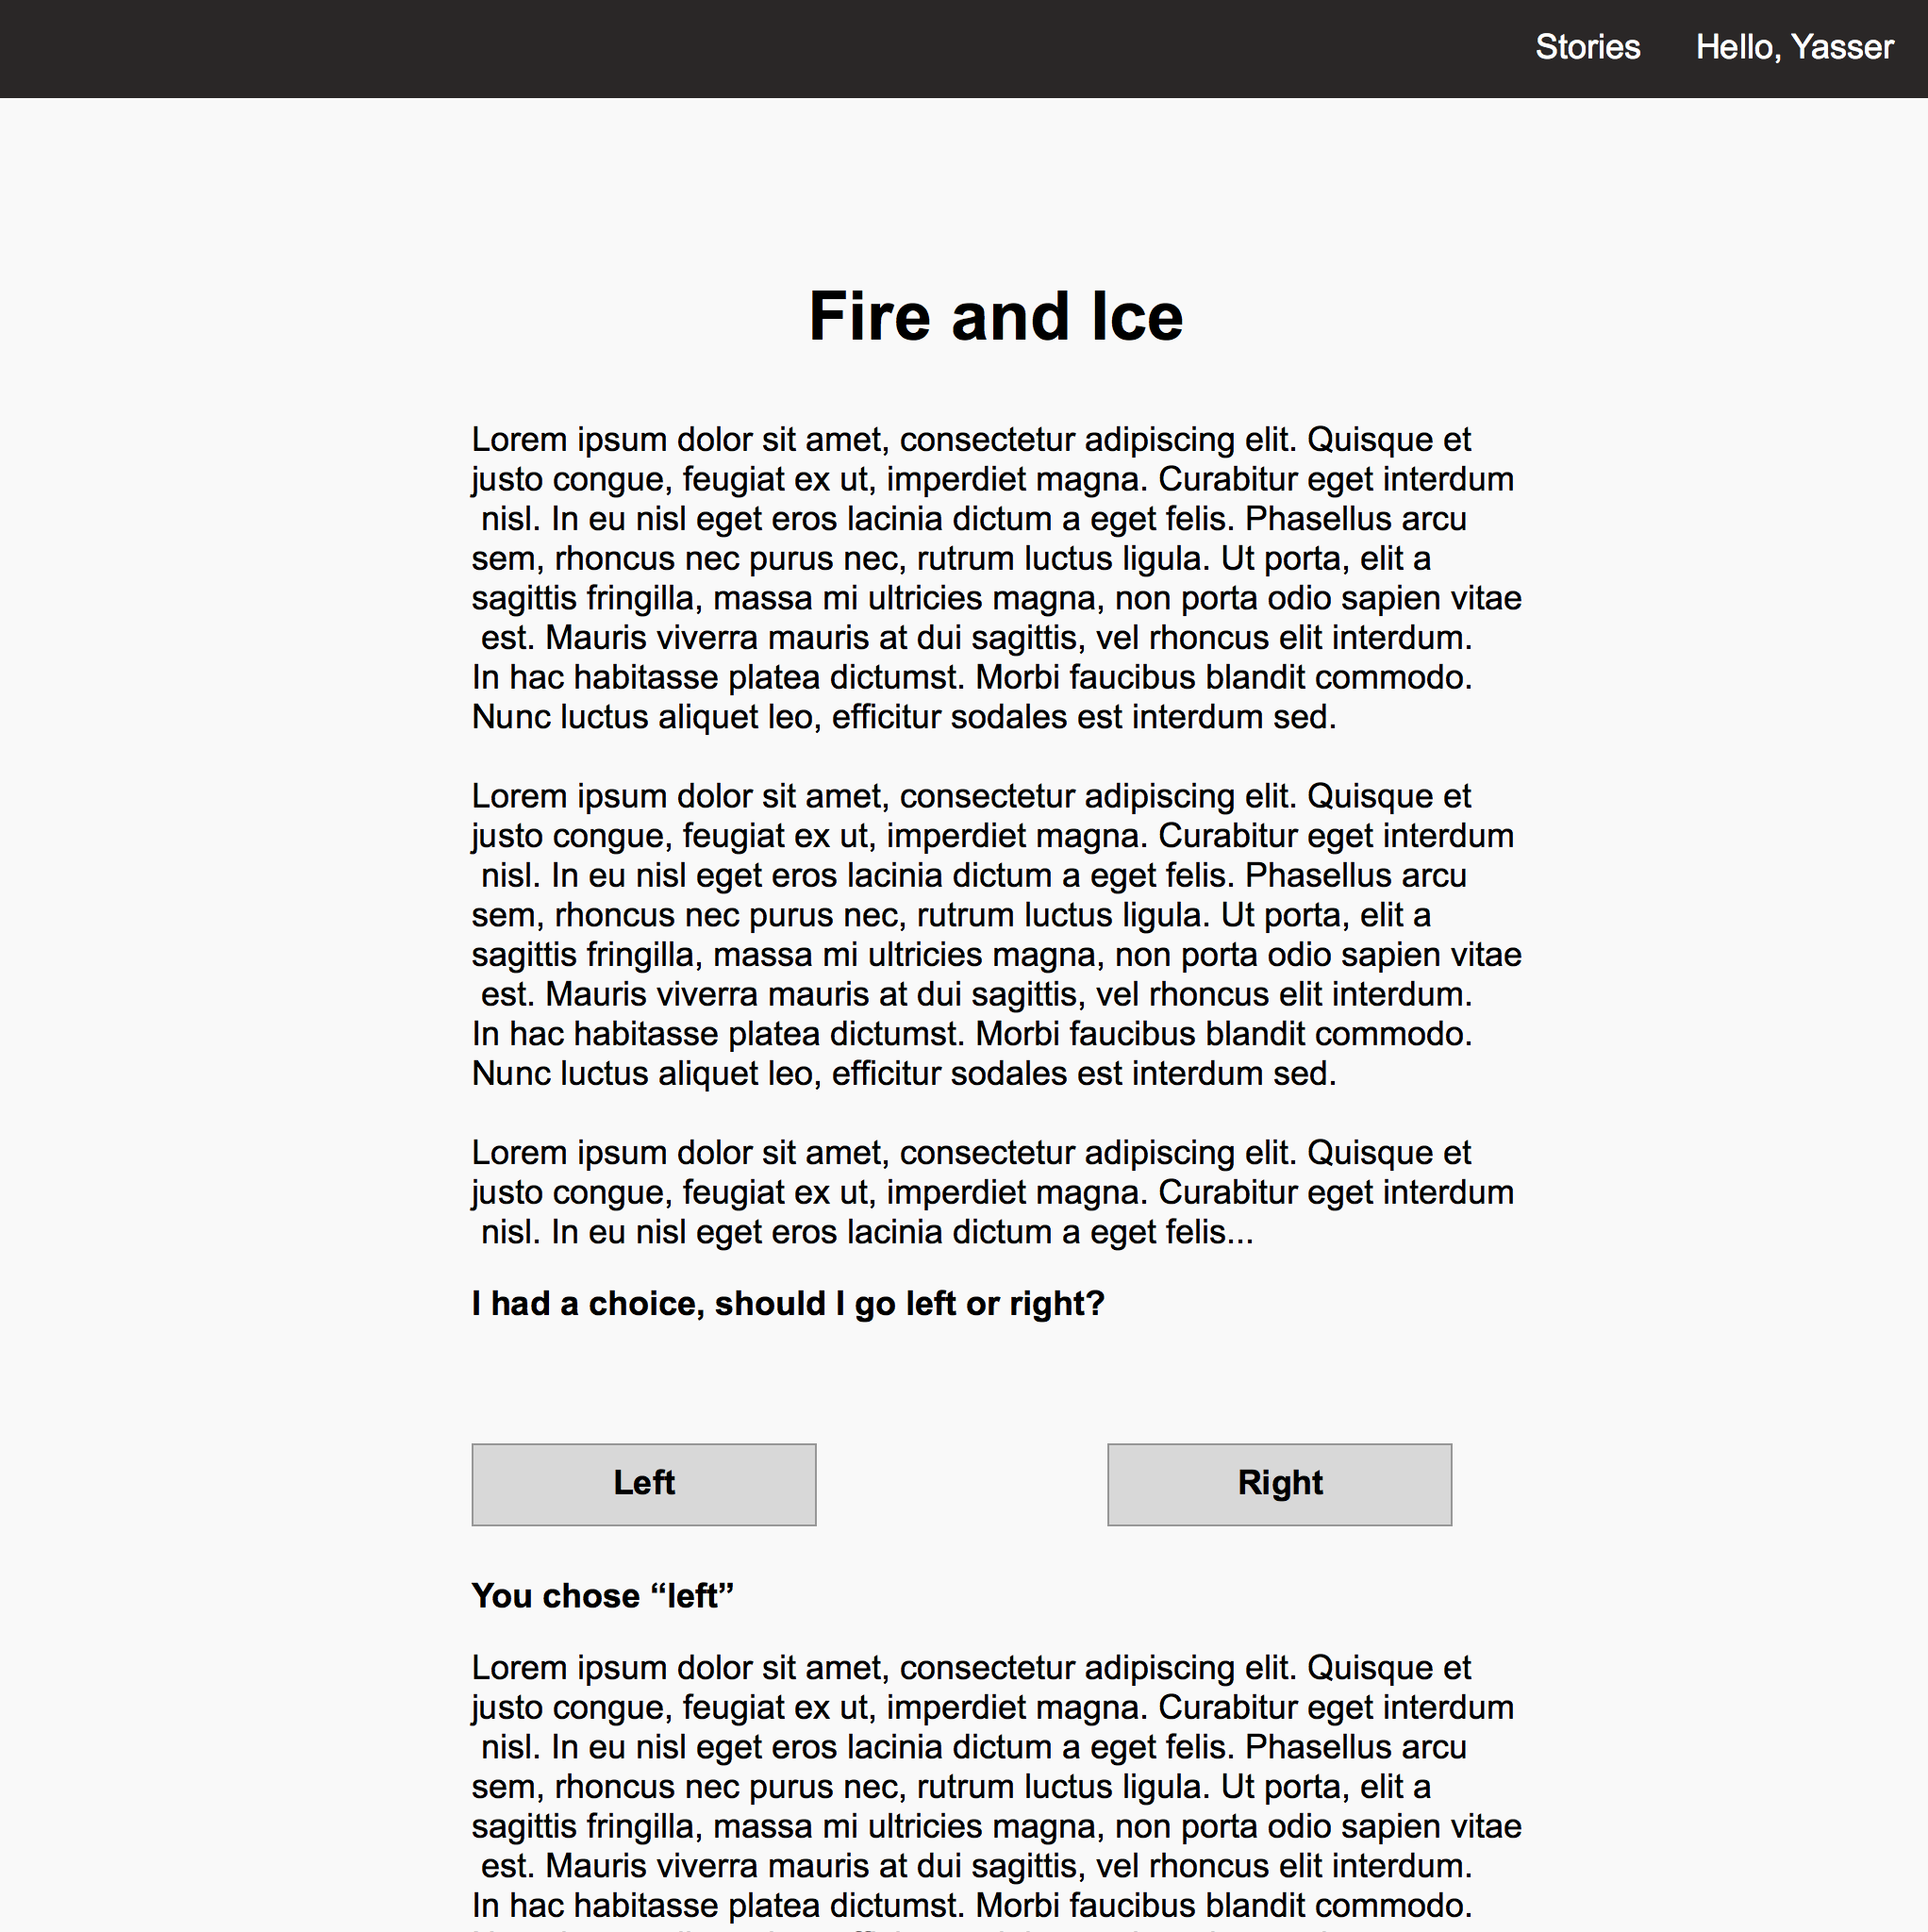 Stories Hello, Yasser
Fire and Ice
Lorem ipsum dolor sit amet, consectetur adipiscing elit. Quisque et
justo congue, feugiat ex ut, imperdiet magna. Curabitur eget interdum
nisl. In eu nisl eget eros lacinia dictum a eget felis. Phasellus arcu
sem, rhoncus nec purus nec, rutrum luctus ligula. Ut porta, elit a
sagittis fringilla, massa mi ultricies magna, non porta odio sapien vitae
est. Mauris viverra mauris at dui sagittis, vel rhoncus elit interdum.
In hac habitasse platea dictumst. Morbi faucibus blandit commodo.
Nunc luctus aliquet leo, efficitur sodales est interdum sed.
Lorem ipsum dolor sit amet, consectetur adipiscing elit. Quisque et
justo congue, feugiat ex ut, imperdiet magna. Curabitur eget interdum
nisl. In eu nisl eget eros lacinia dictum a eget felis. Phasellus arcu
sem, rhoncus nec purus nec, rutrum luctus ligula. Ut porta, elit a
sagittis fringilla, massa mi ultricies magna, non porta odio sapien vitae
est. Mauris viverra mauris at dui sagittis, vel rhoncus elit interdum.
In hac habitasse platea dictumst. Morbi faucibus blandit commodo.
Nunc luctus aliquet leo, efficitur sodales est interdum sed.
Lorem ipsum dolor sit amet, consectetur adipiscing elit. Quisque et
justo congue, feugiat ex ut, imperdiet magna. Curabitur eget interdum
nisl. In eu nisl eget eros lacinia dictum a eget felis...
I had a choice, should I go left or right?
Left Right
You chose “left”
Lorem ipsum dolor sit amet, consectetur adipiscing elit. Quisque et
justo congue, feugiat ex ut, imperdiet magna. Curabitur eget interdum
nisl. In eu nisl eget eros lacinia dictum a eget felis. Phasellus arcu
sem, rhoncus nec purus nec, rutrum luctus ligula. Ut porta, elit a
sagittis fringilla, massa mi ultricies magna, non porta odio sapien vitae
est. Mauris viverra mauris at dui sagittis, vel rhoncus elit interdum.
In hac habitasse platea dictumst. Morbi faucibus blandit commodo.